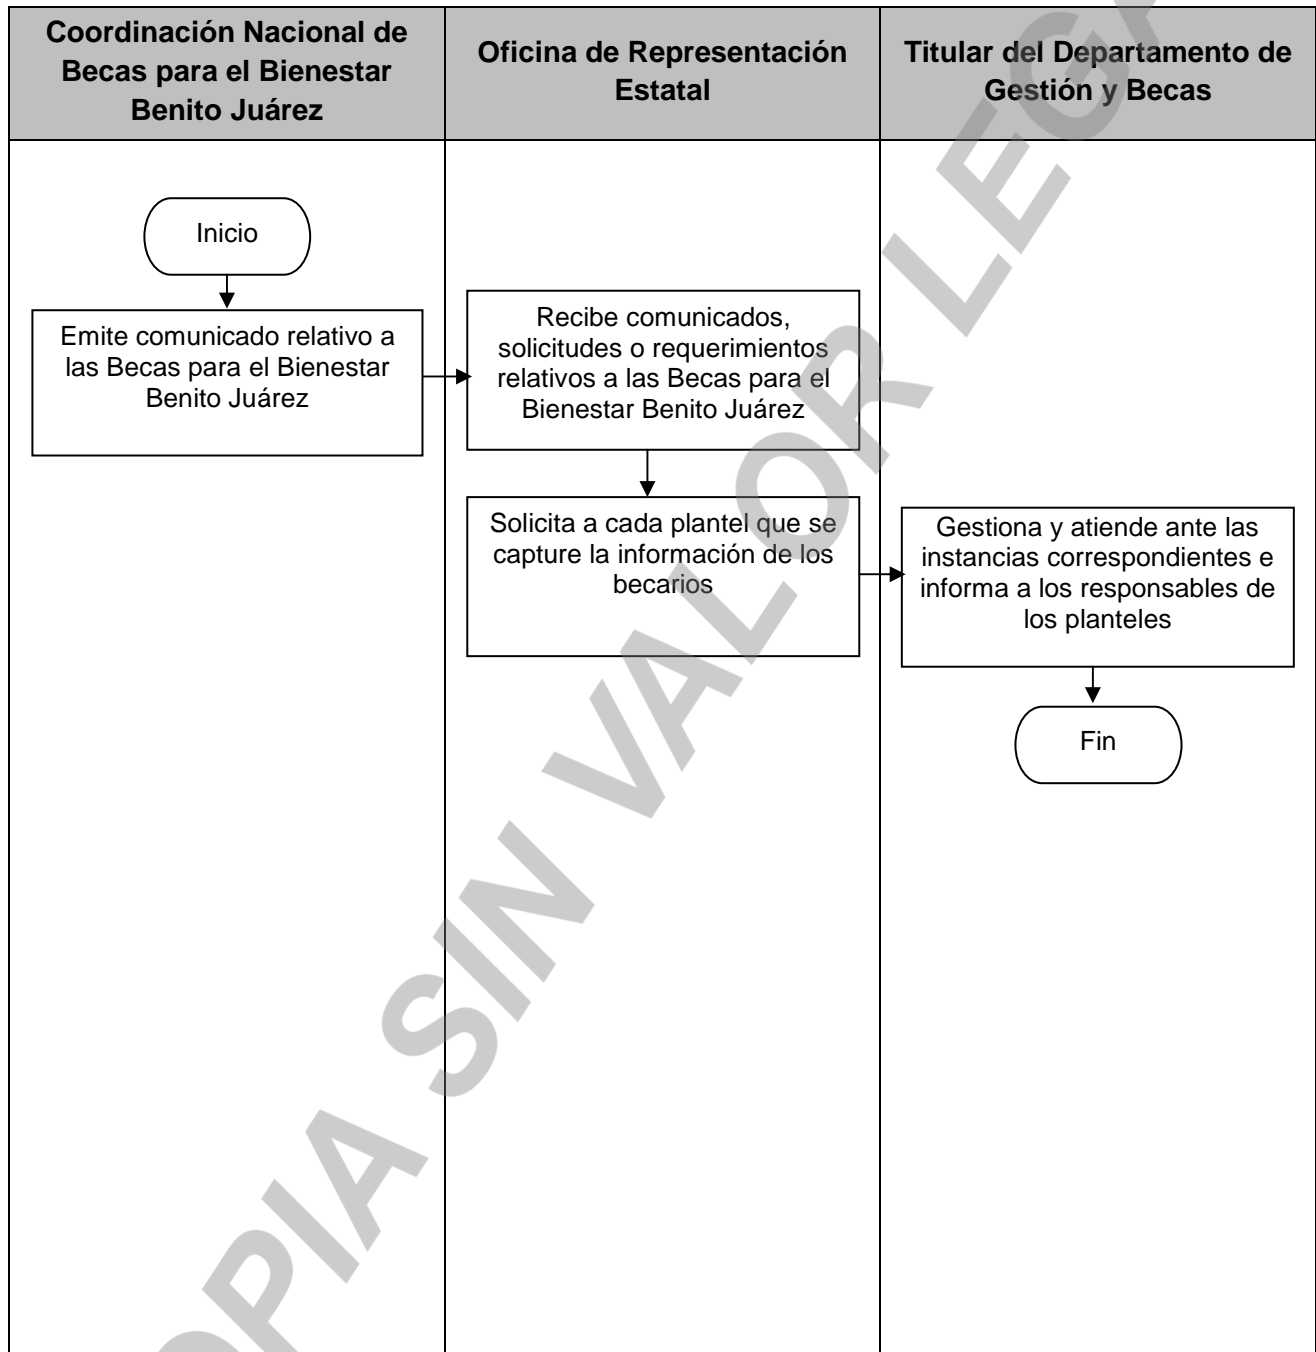 Coordinación Nacional de
Becas para el Bienestar
Benito Juárez
Oficina de Representación
Estatal
Titular del Departamento de
Gestión y Becas
Inicio
Emite comunicado relativo a
las Becas para el Bienestar
Benito Juárez
Recibe comunicados,
solicitudes o requerimientos
relativos a las Becas para el
Bienestar Benito Juárez
Solicita a cada plantel que se
capture la información de los
becarios
Gestiona y atiende ante las
instancias correspondientes e
informa a los responsables de
los planteles
Fin
OPIA SIN VALOR LEGA